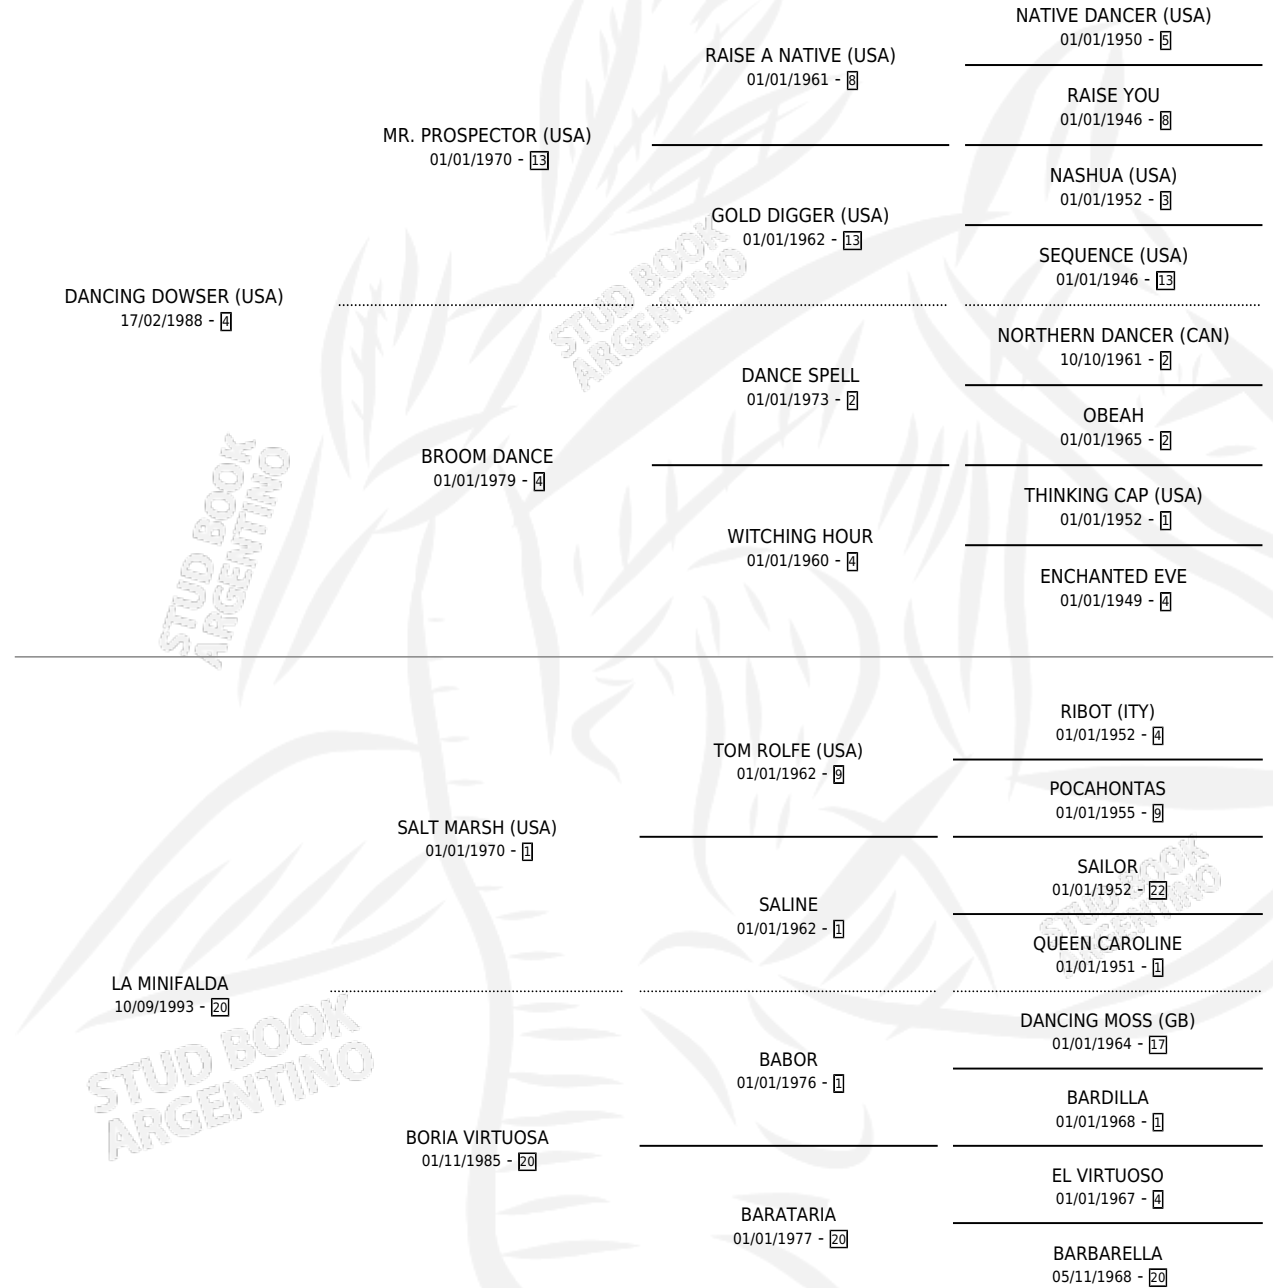 NATIVE DANCER (USA)
01/01/1950 - 5
RAISE A NATIVE (USA)
01/01/1961 - 8
RAISE YOU
01/01/1946 - 8
MR. PROSPECTOR (USA)
01/01/1970 - 13
NASHUA (USA)
01/01/1952 - 3
GOLD DIGGER (USA)
01/01/1962 - 13
SEQUENCE (USA)
01/01/1946 - 13
DANCING DOWSER (USA)
17/02/1988 - 4
STUD BOOK
ARGENTINO
NORTHERN DANCER (CAN)
10/10/1961 - 2
DANCE SPELL
01/01/1973 - 2
OBEAH
01/01/1965 - 2
BROOM DANCE
01/01/1979 - 4
STUD BOOK
ARGENTINO
THINKING CAP (USA)
01/01/1952 - 1
WITCHING HOUR
01/01/1960 - 4
ENCHANTED EVE
01/01/1949 - 4
RIBOT (ITY)
01/01/1952 - 4
TOM ROLFE (USA)
01/01/1962 - 9
POCAHONTAS
01/01/1955 - 9
SALT MARSH (USA)
01/01/1970 - 1
SAILOR
01/01/1952 - 22
SALINE
01/01/1962 - 1
STUD BOOK
ARGENTINO
QUEEN CAROLINE
01/01/1951 - 1
LA MINIFALDA
10/09/1993 - 20
STUD BOOK
ARGENTINO
DANCING MOSS (GB)
01/01/1964 - 17
BABOR
01/01/1976 - 1
BARDILLA
01/01/1968 - 1
BORIA VIRTUOSA
01/11/1985 - 20
EL VIRTUOSO
01/01/1967 - 4
BARATARIA
01/01/1977 - 20
BARBARELLA
05/11/1968 - 20